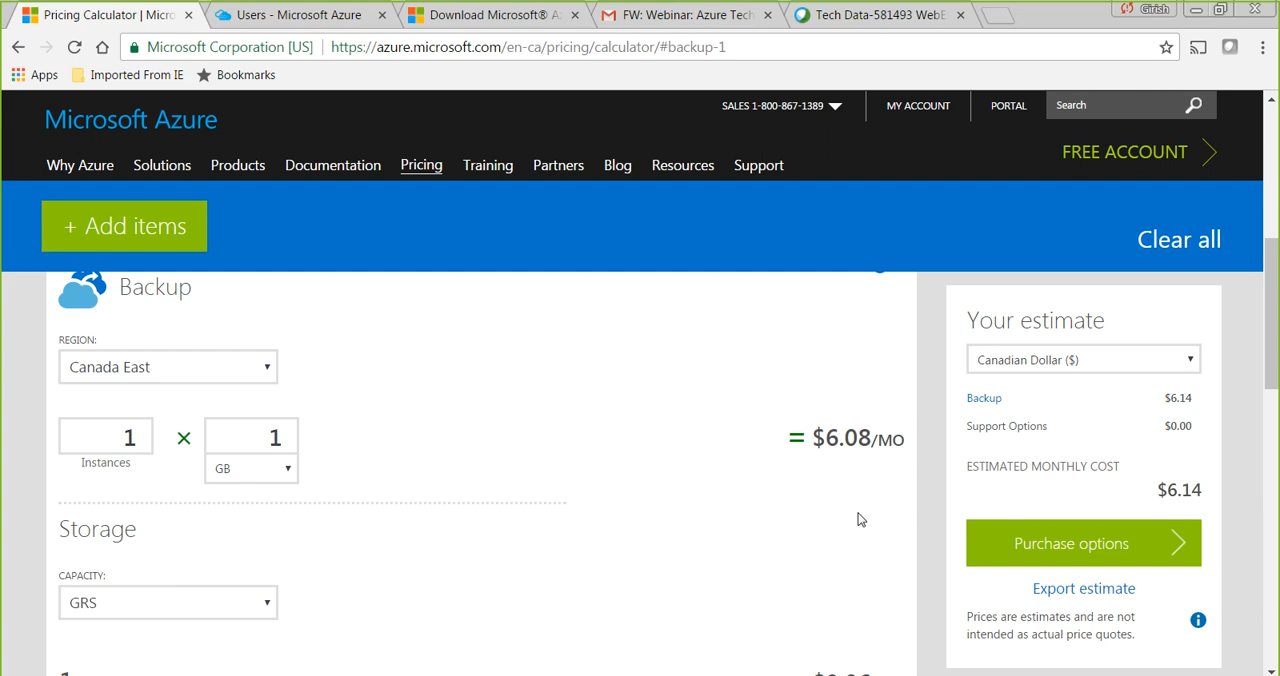 Pricing Calculator | Micro
Users - Microsoft Azure
Download Microsoft® A
FW: Webinar: Azure Tech
Tech Data-581493 WebE
Girish
Microsoft Corporation [US]
https://azure.microsoft.com/en-ca/pricing/calculator/#backup-1
Apps
Imported From IE
Bookmarks
SALES 1-800-867-1389
MY ACCOUNT
PORTAL
Search
Microsoft Azure
FREE ACCOUNT
Why Azure
Solutions
Products
Documentation
Pricing
Training
Partners
Blog
Resources
Support
+ Add items
Clear all
Backup
REGION:
Canada East
1
Instances
×
1
GB
= $6.08/MO
Storage
CAPACITY:
GRS
Your estimate
Canadian Dollar ($)
Backup $6.14
Support Options $0.00
ESTIMATED MONTHLY COST
$6.14
Purchase options
Export estimate
Prices are estimates and are not
intended as actual price quotes.